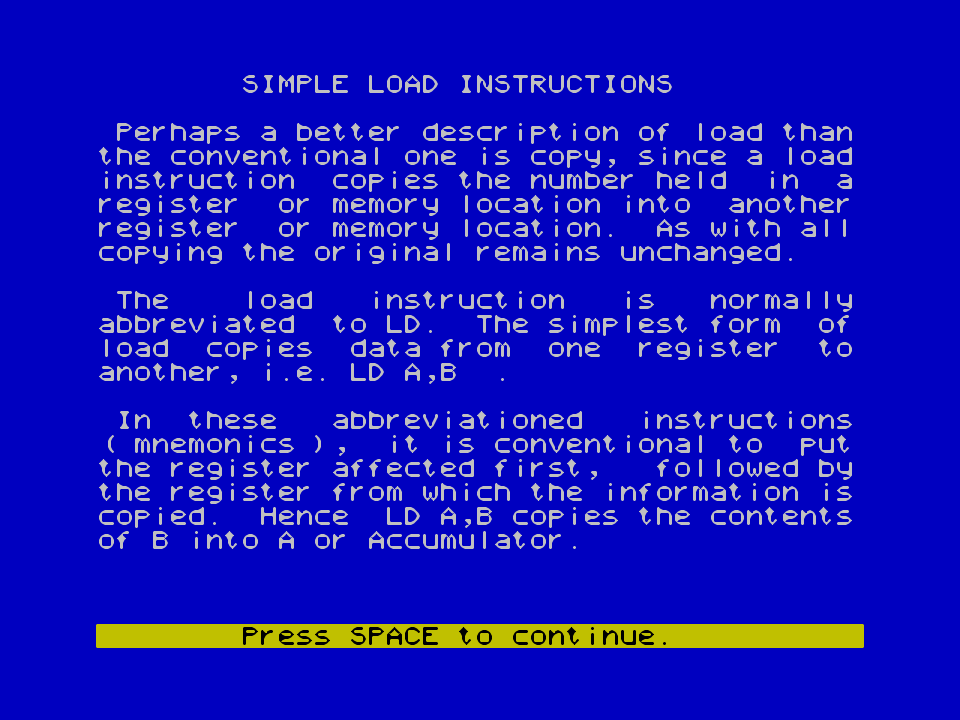 SIMPLE LOAD INSTRUCTIONS
Perhaps a better description of load than
the conventional one is copy, since a load
instruction  copies the number held  in  a
register  or memory location into  another
register  or memory location.  As with all
copying the original remains unchanged.
The    load   instruction   is   normally
abbreviated  to LD.  The simplest form  of
load  copies  data from  one  register  to
another, i.e. LD A,B  .
In  these   abbreviationed   instructions
( mnemonics ),  it is conventional to  put
the register affected first,   followed by
the register from which the information is
copied.  Hence  LD A,B copies the contents
of B into A or Accumulator.
Press SPACE to continue.